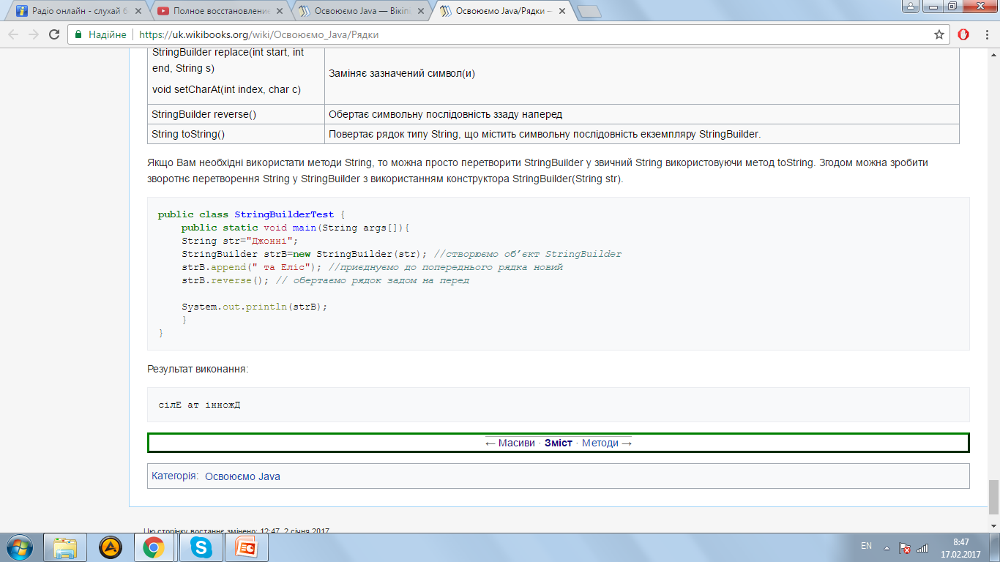 Радіо онлайн - слухай б
Полное восстановление
Освоюємо Java — Вікіп
Освоюємо Java/Рядки —
Надійне
https://uk.wikibooks.org/wiki/Освоюємо_Java/Рядки
StringBuilder replace(int start, int
end, String s)
void setCharAt(int index, char c)
Заміняє зазначений символ(и)
StringBuilder reverse()
Обертає символьну послідовність ззаду наперед
String toString()
Повертає рядок типу String, що містить символьну послідовність екземпляру StringBuilder.
Якщо Вам необхідні використати методи String, то можна просто перетворити StringBuilder у звичний String використовуючи метод toString. Згодом можна зробити
зворотнє перетворення String у StringBuilder з використанням конструктора StringBuilder(String str).
public class StringBuilderTest {
public static void main(String args[]){
String str="Джонні";
StringBuilder strB=new StringBuilder(str); //створюємо об’єкт StringBuilder
strB.append(" та Еліс"); //приєднуємо до попереднього рядка новий
strB.reverse(); // обертаємо рядок задом на перед
System.out.println(strB);
}
}
Результат виконання:
сілЕ ат інножД
← Масиви · Зміст · Методи →
Категорія: Освоюємо Java
Цю сторінку востаннє змінено: 12:47, 2 січня 2017
EN
8:47
17.02.2017